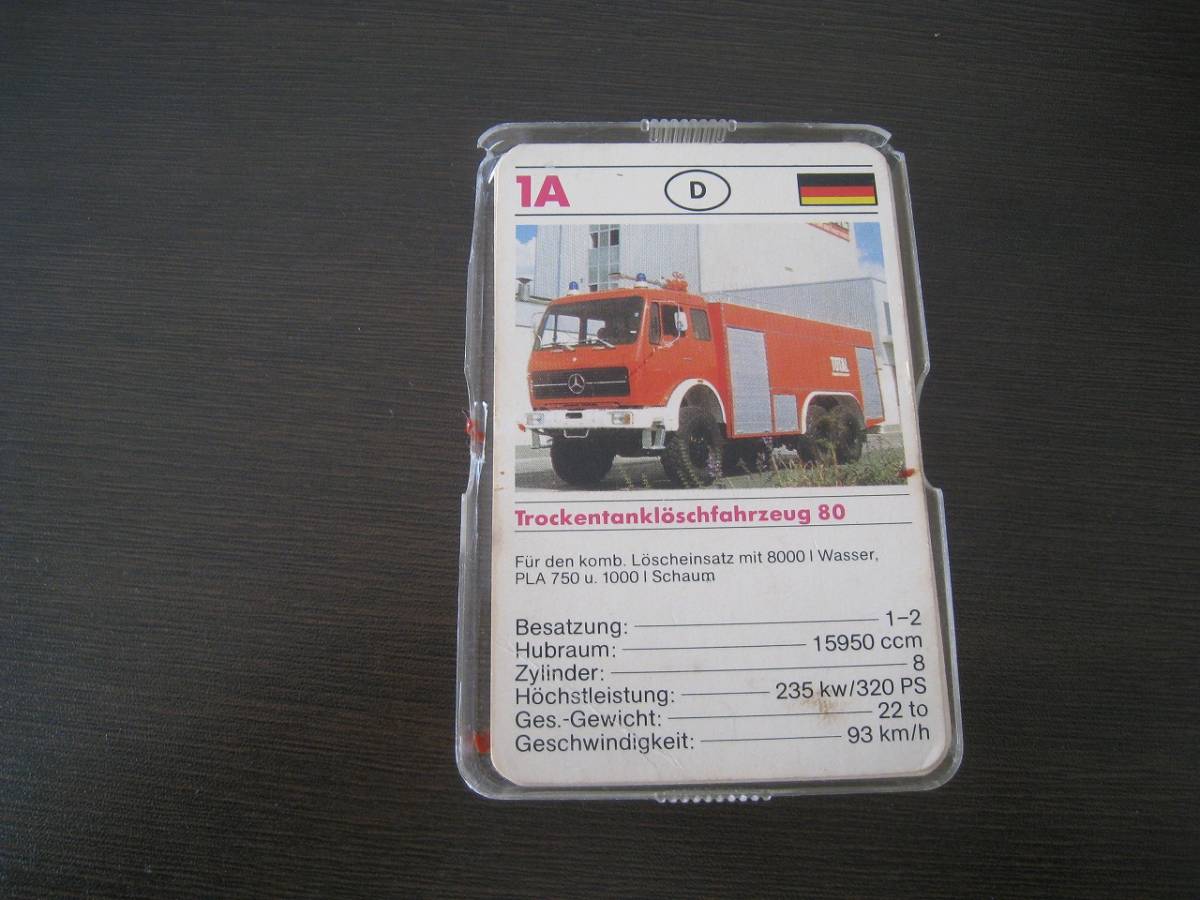 1A D
TOTAL
Trockentanklöschfahrzeug 80
Für den komb. Löscheinsatz mit 8000 l Wasser,
PLA 750 u. 1000 l Schaum
Besatzung: 1–2
Hubraum: 15950 ccm
Zylinder: 8
Höchstleistung: 235 kw/320 PS
Ges.-Gewicht: 22 to
Geschwindigkeit: 93 km/h